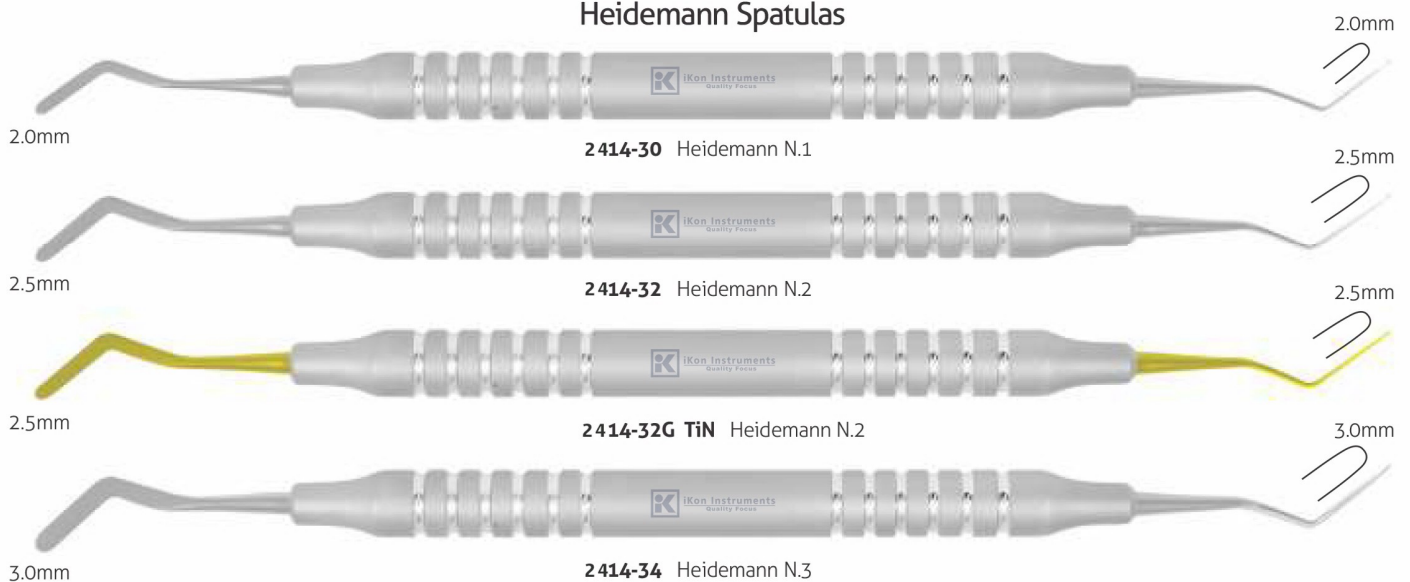 Heidemann Spatulas
2.0mm
iKon Instruments
Quality Focus
2.0mm
2414-30 Heidemann N.1
2.5mm
iKon Instruments
Quality Focus
2.5mm
2414-32 Heidemann N.2
2.5mm
iKon Instruments
Quality Focus
2.5mm
2414-32G TiN Heidemann N.2
3.0mm
iKon Instruments
Quality Focus
3.0mm
2414-34 Heidemann N.3